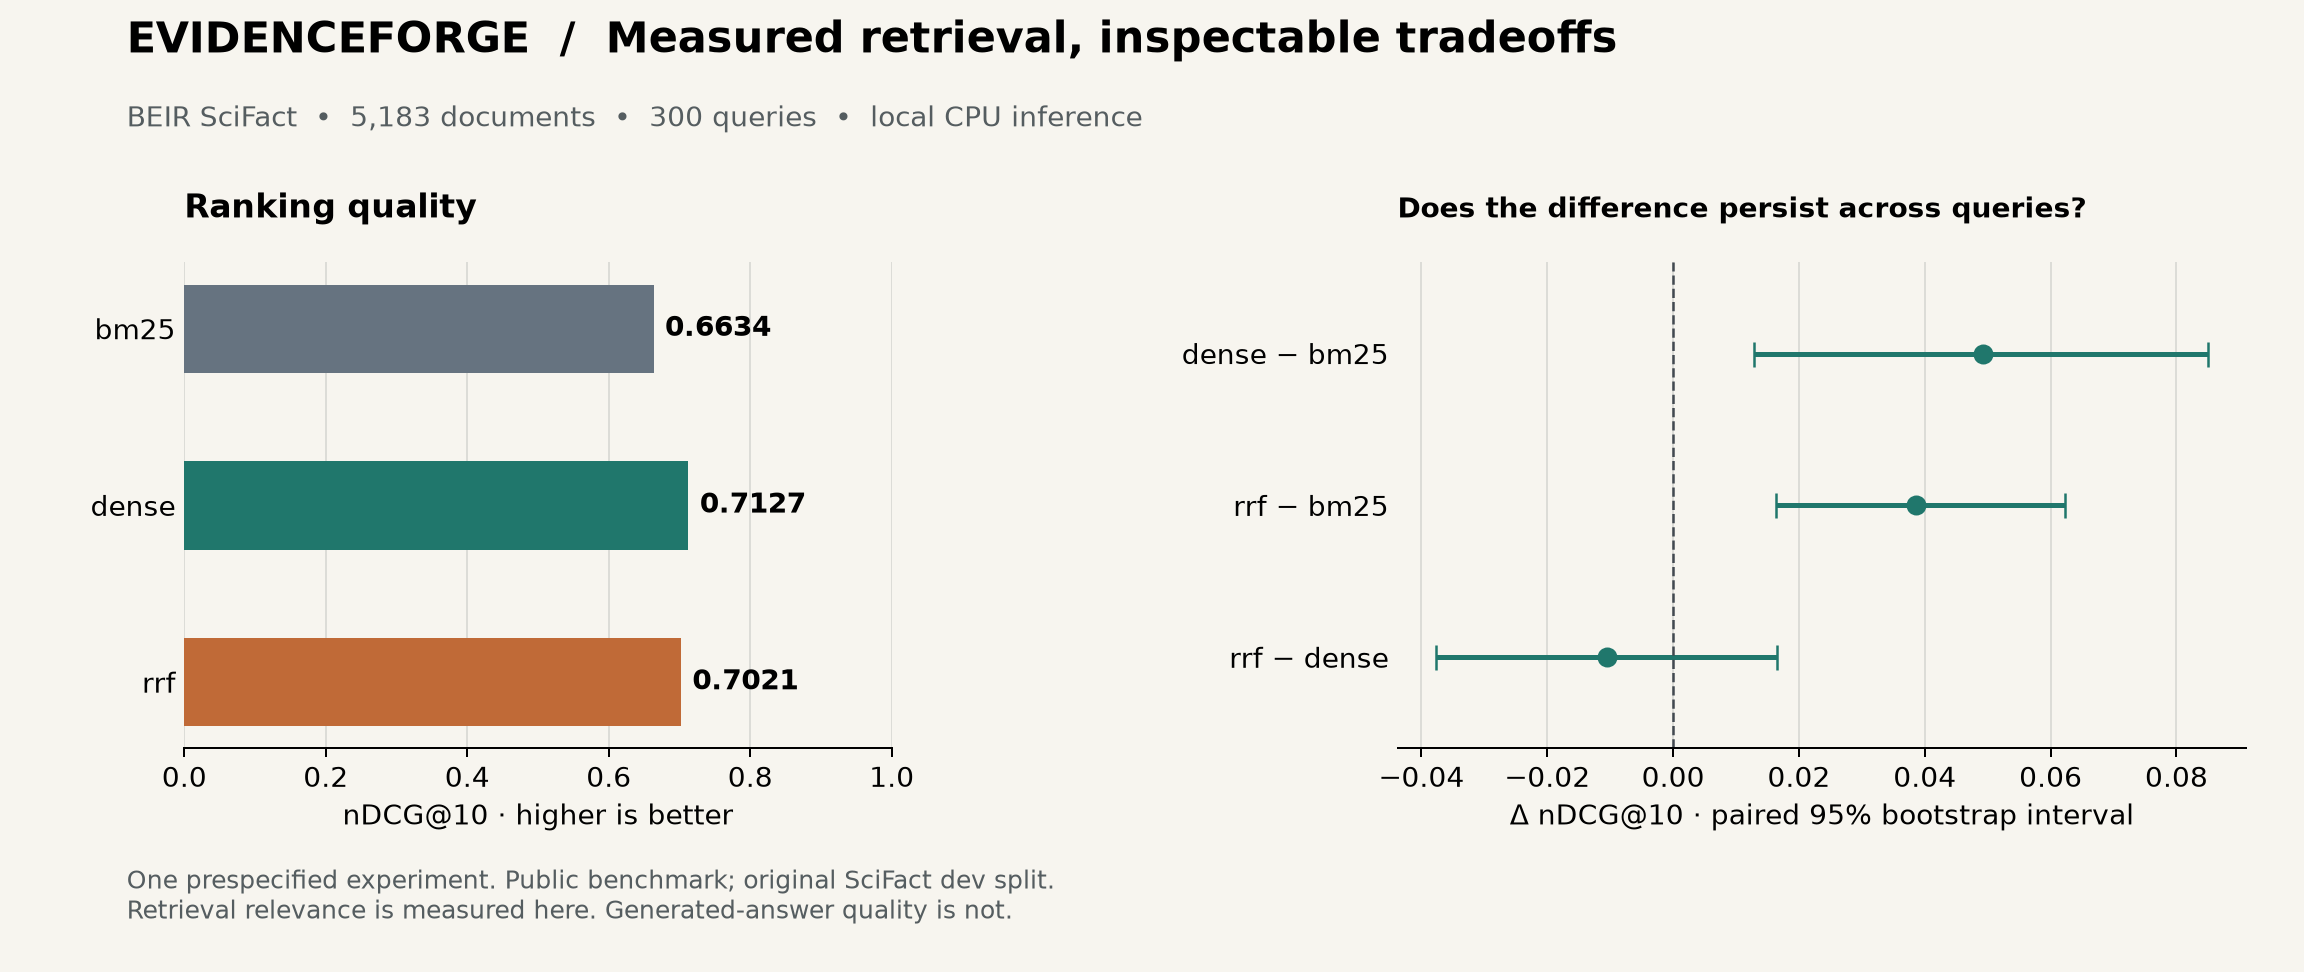 EVIDENCEFORGE / Measured retrieval, inspectable tradeoffs
BEIR SciFact • 5,183 documents • 300 queries • local CPU inference
Ranking quality
bm25
0.6634
dense
0.7127
rrf
0.7021
0.0 0.2 0.4 0.6 0.8 1.0
nDCG@10 · higher is better
Does the difference persist across queries?
dense − bm25
rrf − bm25
rrf − dense
−0.04 −0.02 0.00 0.02 0.04 0.06 0.08
Δ nDCG@10 · paired 95% bootstrap interval
One prespecified experiment. Public benchmark; original SciFact dev split.
Retrieval relevance is measured here. Generated-answer quality is not.